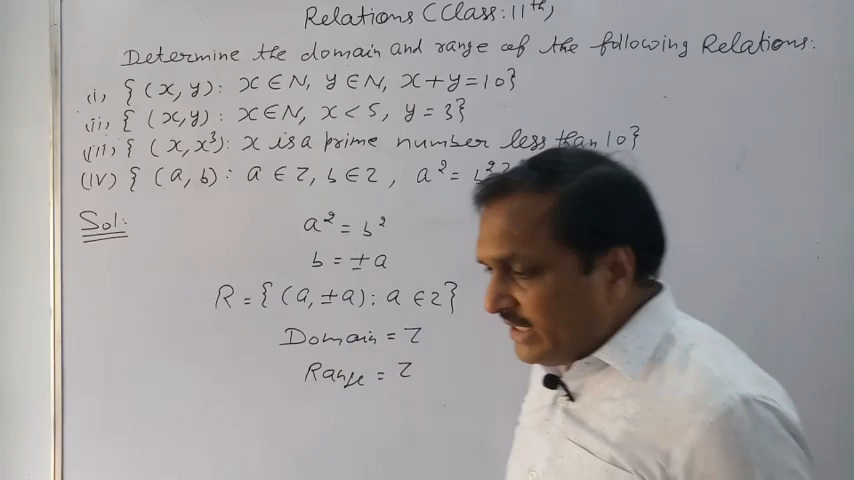 Relations (Class: 11th)
Determine the domain and range of the following Relations:
(i) { (x, y) : x ∈ N, y ∈ N, x + y = 10}
(ii) { (x, y) : x ∈ N, x < 5, y = 3}
(iii) { (x, x³) : x is a prime number less than 10}
(iv) { (a, b) : a ∈ Z, b ∈ Z, a² = b²}
Sol:
a² = b²
b = ± a
R = { (a, ± a) : a ∈ Z}
Domain = Z
Range = Z